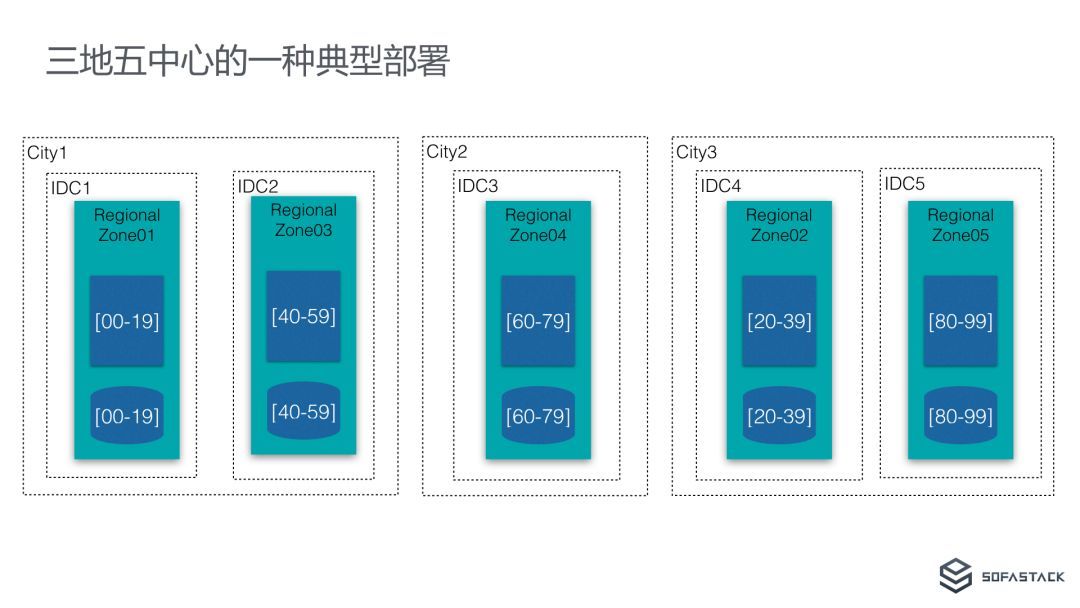 三地五中心的一种典型部署
City1
IDC1
Regional
Zone01
[00-19]
[00-19]
IDC2
Regional
Zone03
[40-59]
[40-59]
City2
IDC3
Regional
Zone04
[60-79]
[60-79]
City3
IDC4
Regional
Zone02
[20-39]
[20-39]
IDC5
Regional
Zone05
[80-99]
[80-99]
SOFASTACK